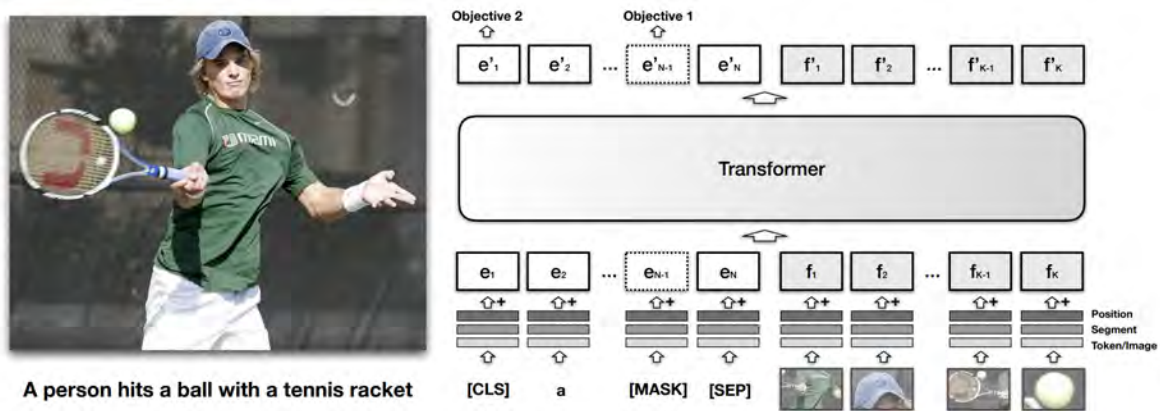 Objective 2 Objective 1
e'1 e'2 ... e'N-1 e'N f'1 f'2 ... f'K-1 f'K
Transformer
e1 e2 ... eN-1 eN f1 f2 ... fK-1 fK
+ + + + + + + +
Position
Segment
Token/Image
[CLS] a [MASK] [SEP]
A person hits a ball with a tennis racket